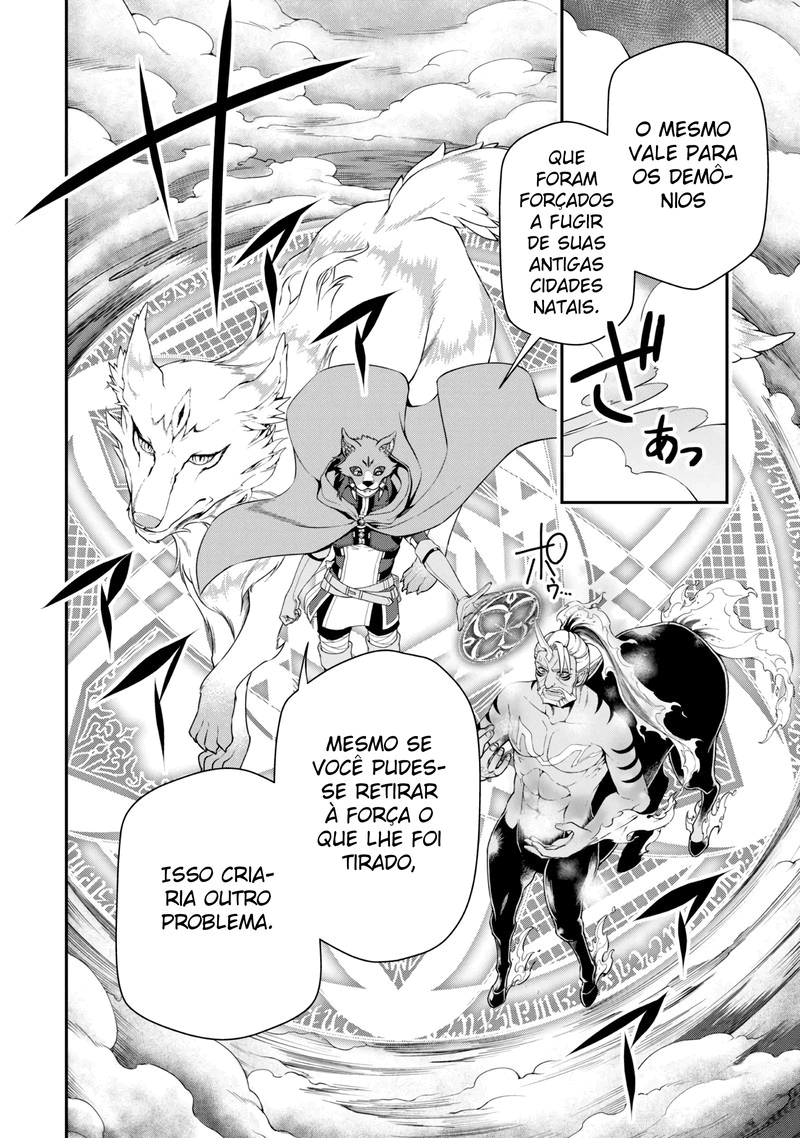 O MESMO
VALE PARA
OS DEMÔ-
NIOS
QUE
FORAM
FORÇADOS
A FUGIR
DE SUAS
ANTIGAS
CIDADES
NATAIS.
ざ
あっ
ポゥ...
MESMO SE
VOCÊ PUDES-
SE RETIRAR
À FORÇA O
QUE LHE FOI
TIRADO,
ISSO CRIA-
RIA OUTRO
PROBLEMA.